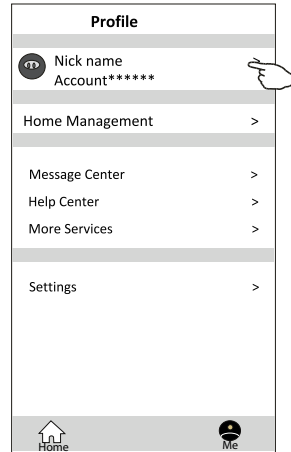 Profile
Nick name
Account******
Home Management >
Message Center >
Help Center >
More Services >
Settings >
Home Me